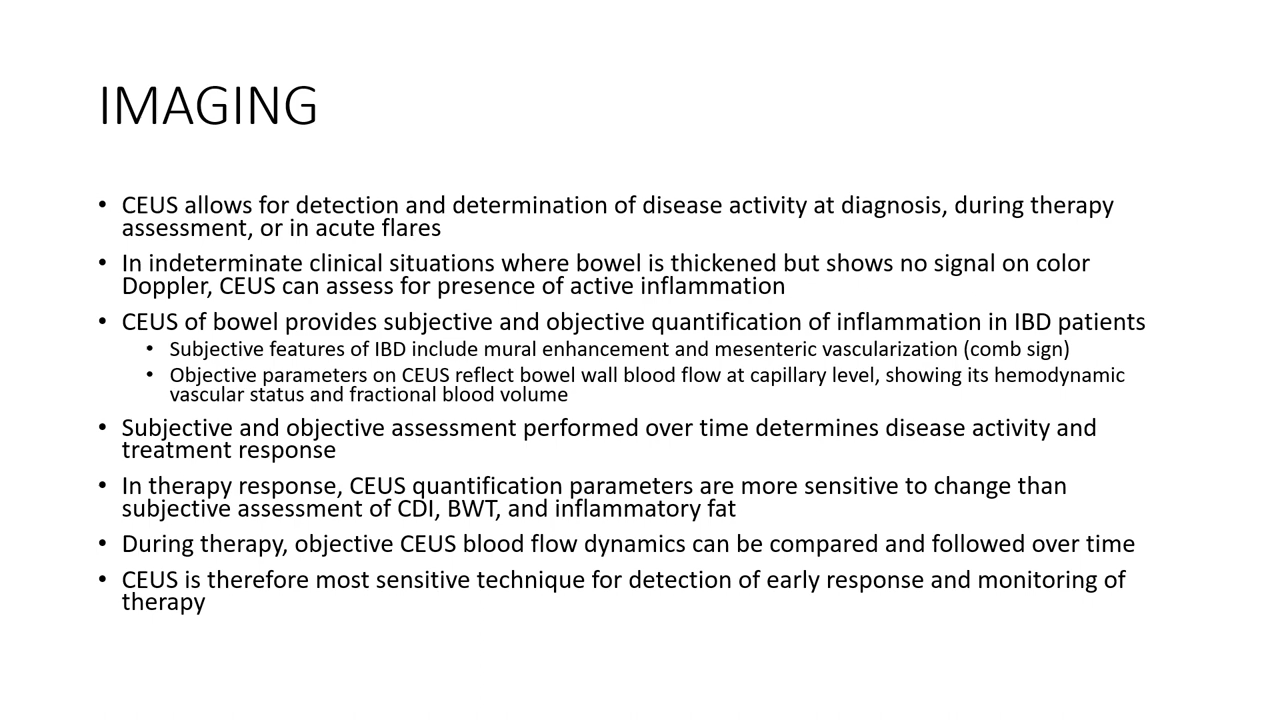 IMAGING
• CEUS allows for detection and determination of disease activity at diagnosis, during therapy
assessment, or in acute flares
• In indeterminate clinical situations where bowel is thickened but shows no signal on color
Doppler, CEUS can assess for presence of active inflammation
• CEUS of bowel provides subjective and objective quantification of inflammation in IBD patients
• Subjective features of IBD include mural enhancement and mesenteric vascularization (comb sign)
• Objective parameters on CEUS reflect bowel wall blood flow at capillary level, showing its hemodynamic
vascular status and fractional blood volume
• Subjective and objective assessment performed over time determines disease activity and
treatment response
• In therapy response, CEUS quantification parameters are more sensitive to change than
subjective assessment of CDI, BWT, and inflammatory fat
• During therapy, objective CEUS blood flow dynamics can be compared and followed over time
• CEUS is therefore most sensitive technique for detection of early response and monitoring of
therapy